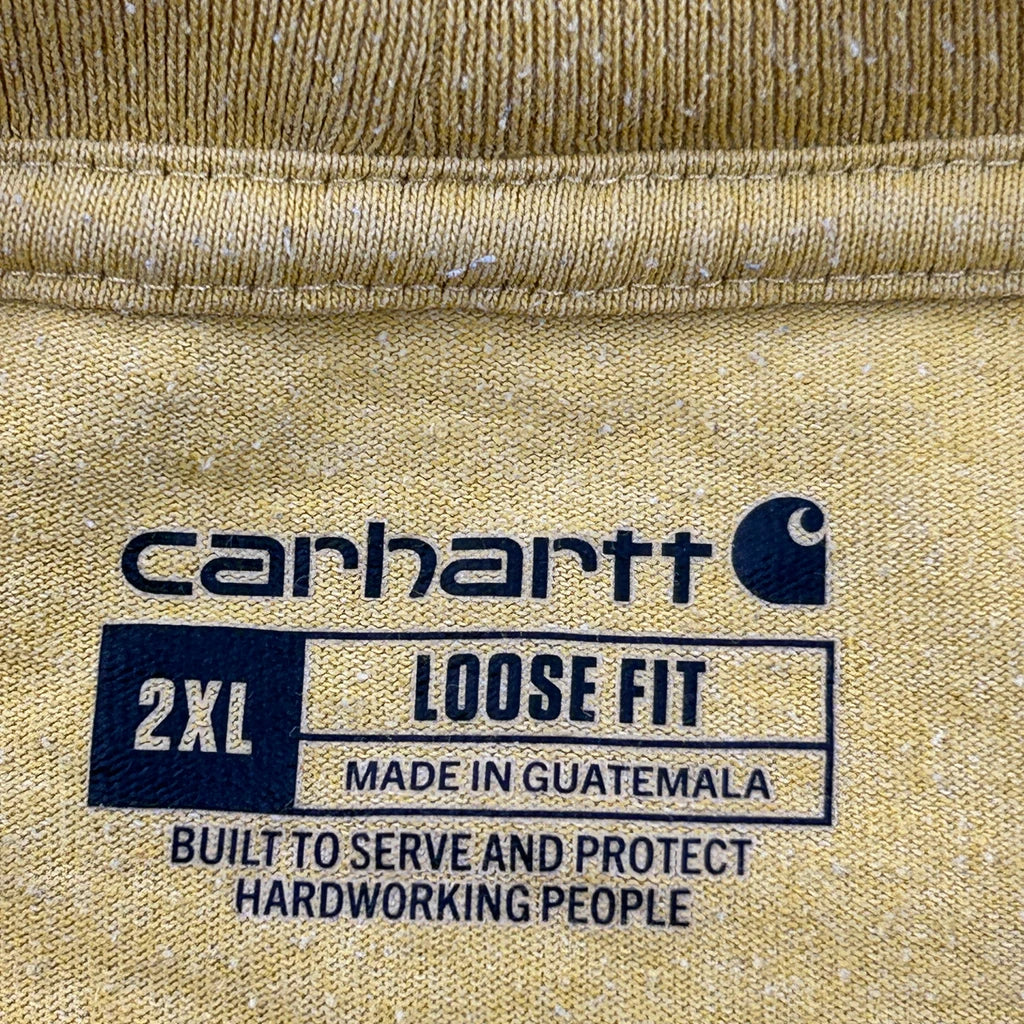 carhartt
2XL
LOOSE FIT
MADE IN GUATEMALA
BUILT TO SERVE AND PROTECT
HARDWORKING PEOPLE